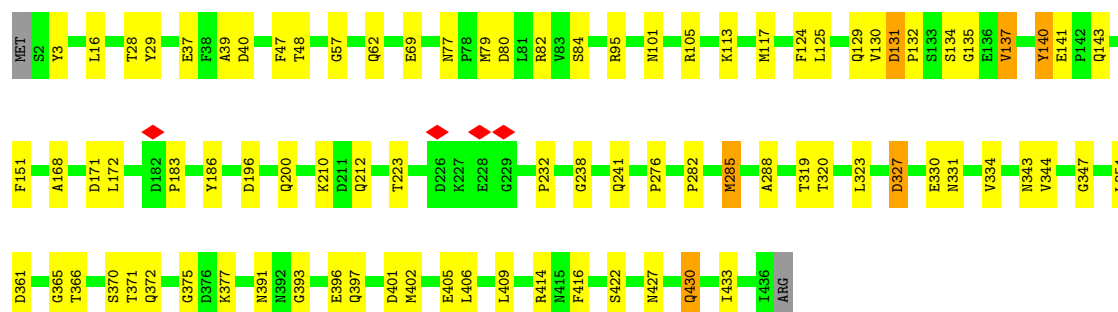 MET S2 Y3 L16 T28 Y29 E37 F38 A39 D40 F47 T48 G57 Q62 E69 N77 P78 M79 D80 L81 R82 V83 S84 R95 N101 R105 K113 M117 F124 L125 Q129 V130 D131 P132 S133 S134 G135 E136 V137 Y140 E141 P142 Q143
F151 A168 D171 L172 D182 P183 Y186 D196 Q200 K210 D211 Q212 T223 D226 K227 E228 G229 P232 G238 Q241 P276 P282 M285 A288 T319 T320 L323 D327 E330 N331 V334 N343 V344 G347
D361 G365 T366 S370 T371 Q372 G375 D376 K377 N391 N392 G393 E396 Q397 D401 M402 E405 L406 L409 R414 N415 F416 S422 N427 Q430 I433 I436 ARG